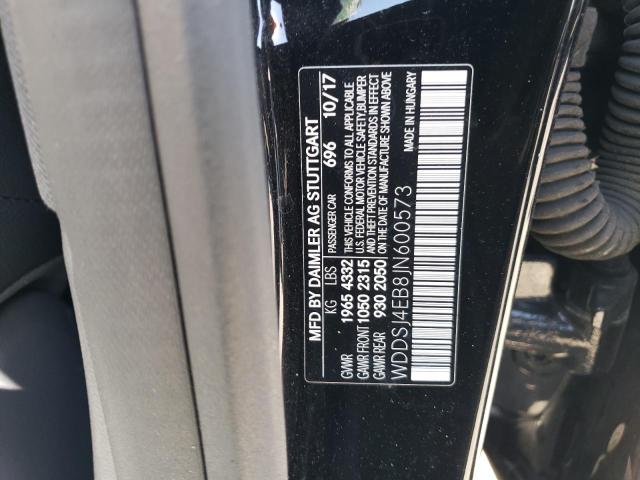 MFD BY DAIMLER AG STUTTGART
PASSENGER CAR 696 10/17
KG LBS
GVWR 1965 4332
GAWR FRONT 1050 2315
GAWR REAR 930 2050
THIS VEHICLE CONFORMS TO ALL APPLICABLE
U.S. FEDERAL MOTOR VEHICLE SAFETY, BUMPER
AND THEFT PREVENTION STANDARDS IN EFFECT
ON THE DATE OF MANUFACTURE SHOWN ABOVE
WDDSJ4EB8JN600573
MADE IN HUNGARY